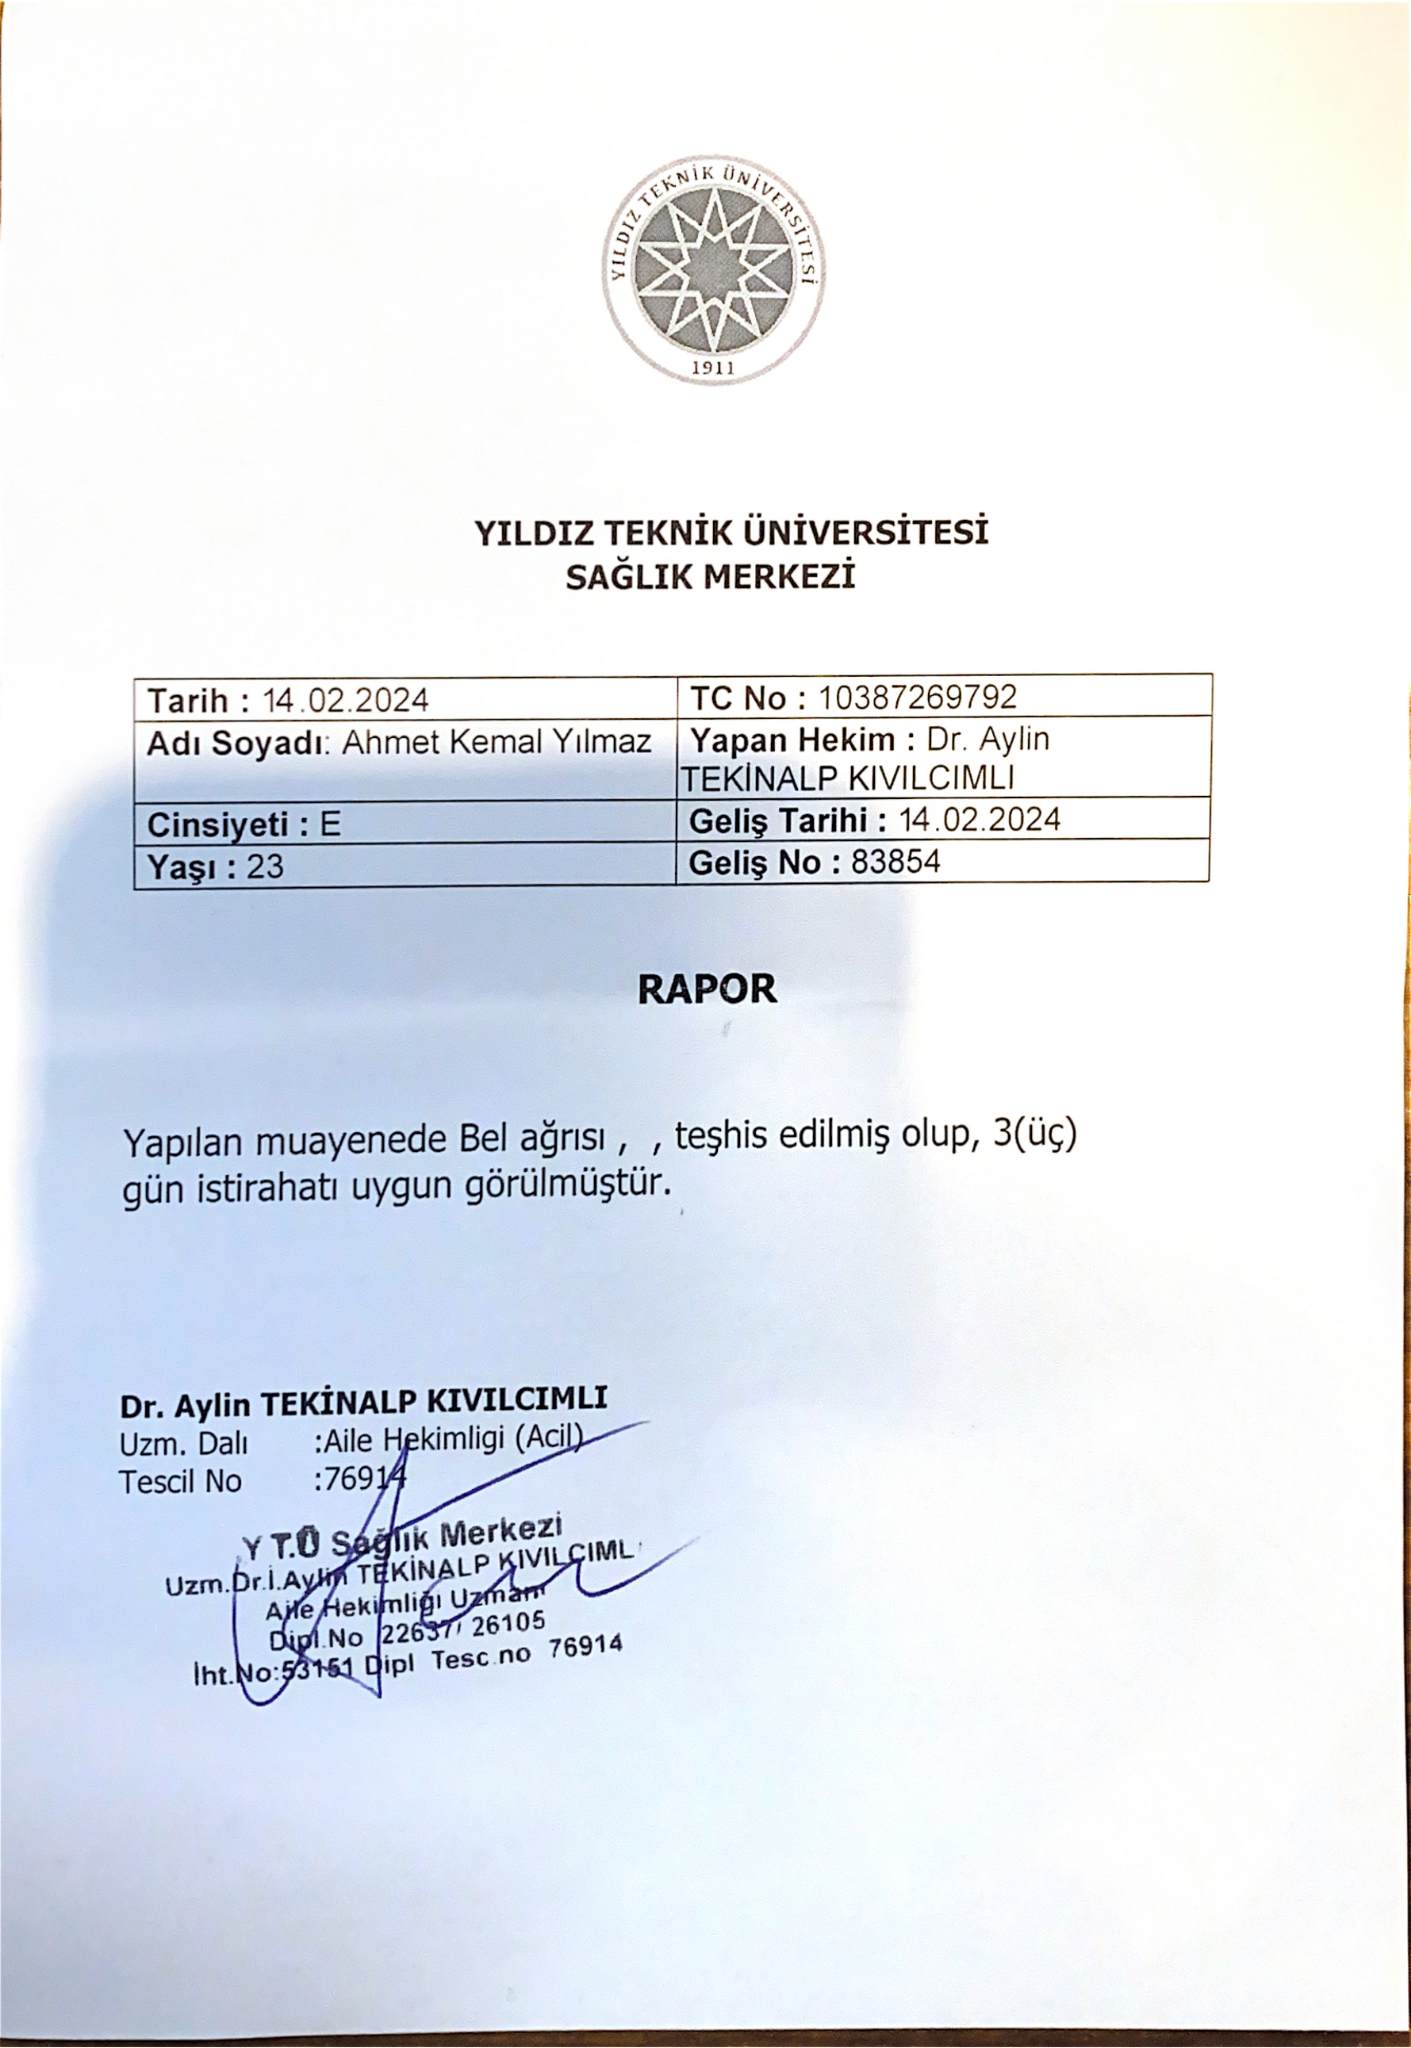 YILDIZ TEKNİK ÜNİVERSİTESİ
1911
YILDIZ TEKNİK ÜNİVERSİTESİ
SAĞLIK MERKEZİ
Tarih : 14.02.2024 TC No : 10387269792
Adı Soyadı: Ahmet Kemal Yılmaz Yapan Hekim : Dr. Aylin
TEKİNALP KIVILCIMLI
Cinsiyeti : E Geliş Tarihi : 14.02.2024
Yaşı : 23 Geliş No : 83854
RAPOR
Yapılan muayenede Bel ağrısı , , teşhis edilmiş olup, 3(üç)
gün istirahatı uygun görülmüştür.
Dr. Aylin TEKİNALP KIVILCIMLI
Uzm. Dalı :Aile Hekimligi (Acil)
Tescil No :76914
Y T.Ü Sağlık Merkezi
Uzm.Dr.İ.Aylin TEKİNALP KIVILCIML
Aile Hekimliği Uzmanı
Dipl.No 22637/ 26105
İht.No:53151 Dipl Tesc.no 76914